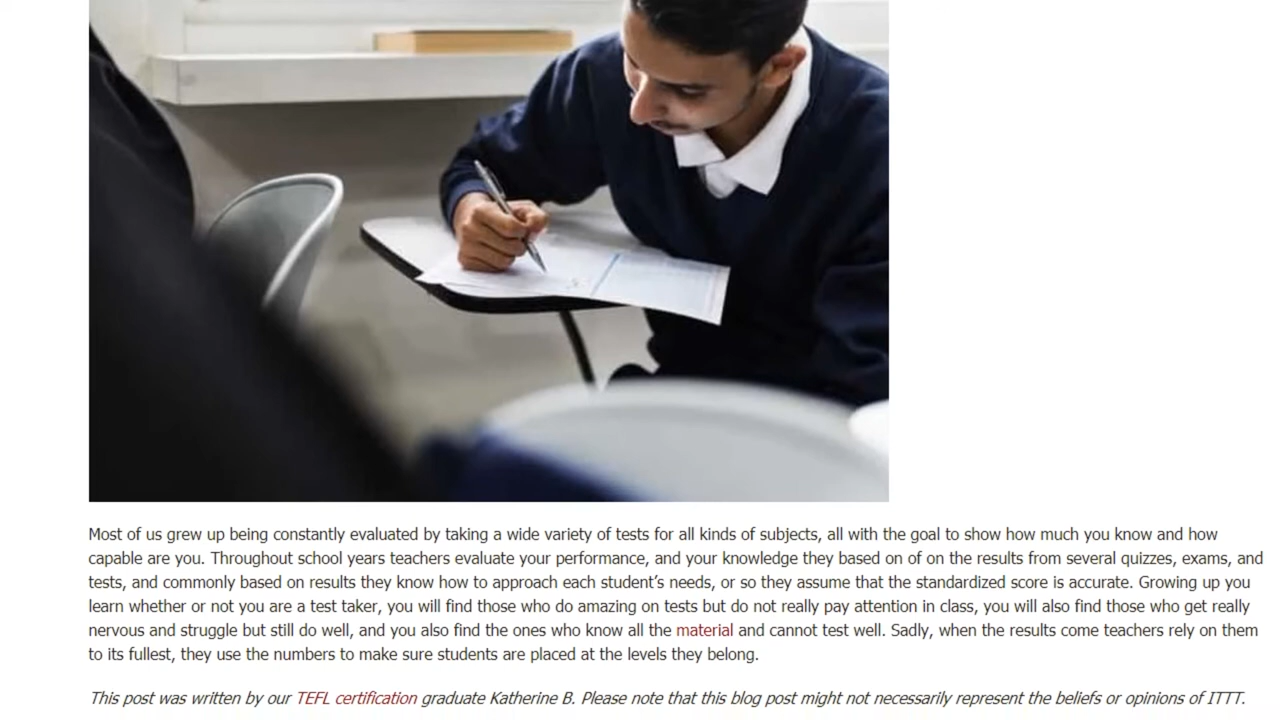 Most of us grew up being constantly evaluated by taking a wide variety of tests for all kinds of subjects, all with the goal to show how much you know and how
capable are you. Throughout school years teachers evaluate your performance, and your knowledge they based on of on the results from several quizzes, exams, and
tests, and commonly based on results they know how to approach each student’s needs, or so they assume that the standardized score is accurate. Growing up you
learn whether or not you are a test taker, you will find those who do amazing on tests but do not really pay attention in class, you will also find those who get really
nervous and struggle but still do well, and you also find the ones who know all the material and cannot test well. Sadly, when the results come teachers rely on them
to its fullest, they use the numbers to make sure students are placed at the levels they belong.
This post was written by our TEFL certification graduate Katherine B. Please note that this blog post might not necessarily represent the beliefs or opinions of ITTT.